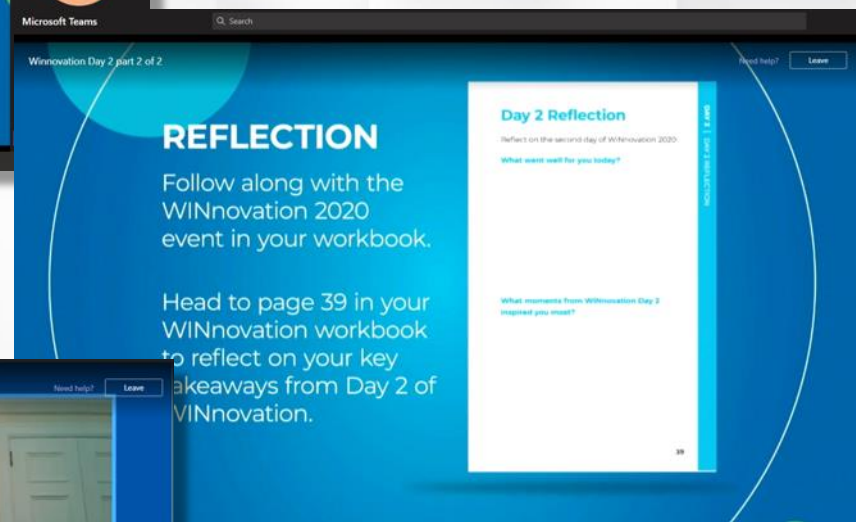 Microsoft Teams
Search
Winnovation Day 2 part 2 of 2
Need help?
Leave
REFLECTION
Follow along with the
WINnovation 2020
event in your workbook.
Head to page 39 in your
WINnovation workbook
to reflect on your key
takeaways from Day 2 of
WINnovation.
Day 2 Reflection
Reflect on the second day of WINnovation 2020
What went well for you today?
What moments from WINnovation Day 2
inspired you most?
39
DAY 2 | DAY 2 REFLECTION
Need help?
Leave